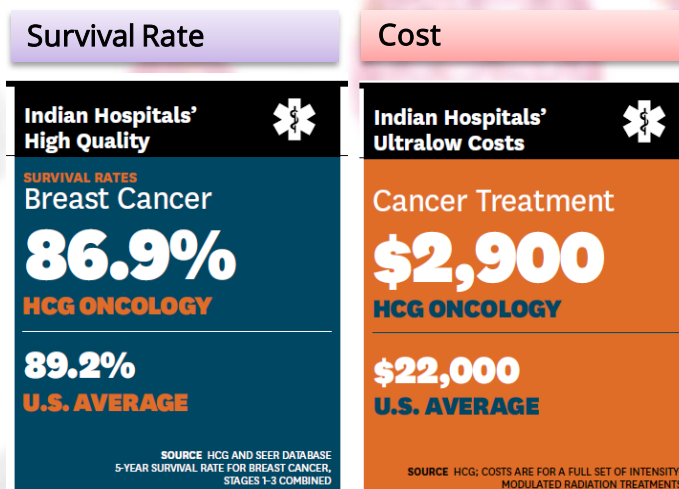 Survival Rate
Indian Hospitals'
High Quality
SURVIVAL RATES
Breast Cancer
86.9%
HCG ONCOLOGY
89.2%
U.S. AVERAGE
SOURCE HCG AND SEER DATABASE
5-YEAR SURVIVAL RATE FOR BREAST CANCER,
STAGES 1-3 COMBINED
Cost
Indian Hospitals'
Ultralow Costs
Cancer Treatment
$2,900
HCG ONCOLOGY
$22,000
U.S. AVERAGE
SOURCE HCG; COSTS ARE FOR A FULL SET OF INTENSITY
MODULATED RADIATION TREATMENTS